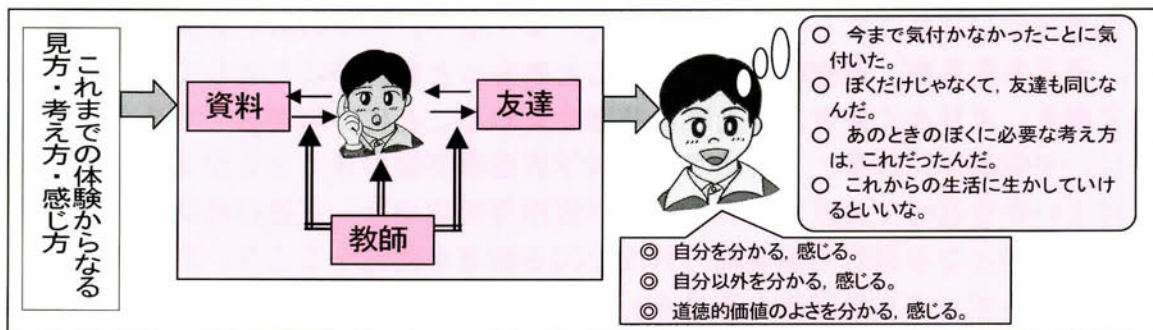 これまでの体験からなる
見方・考え方・感じ方
資料
友達
教師
○ 今まで気付かなかったことに気
付いた。
○ ぼくだけじゃなくて，友達も同じな
んだ。
○ あのときのぼくに必要な考え方
は，これだったんだ。
○ これからの生活に生かしていけ
るといいな。
◎ 自分を分かる，感じる。
◎ 自分以外を分かる，感じる。
◎ 道徳的価値のよさを分かる，感じる。